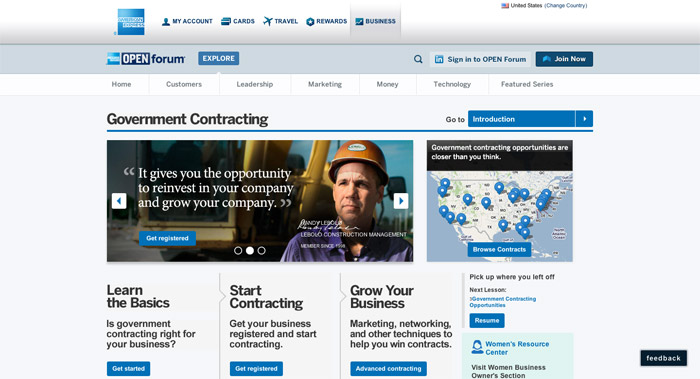 United States (Change Country)
AMERICAN EXPRESS
MY ACCOUNT
CARDS
TRAVEL
REWARDS
BUSINESS
OPEN forum
EXPLORE
Sign in to OPEN Forum
Join Now
Home
Customers
Leadership
Marketing
Money
Technology
Featured Series
Government Contracting
Go to
Introduction
“It gives you the opportunity
to reinvest in your company
and grow your company.”
Get registered
LEBOLO CONSTRUCTION MANAGEMENT
MEMBER SINCE
Government contracting opportunities are
closer than you think.
Browse Contracts
Learn
the Basics
Is government
contracting right for
your business?
Get started
Start
Contracting
Get your business
registered and start
contracting.
Get registered
Grow Your
Business
Marketing, networking,
and other techniques to
help you win contracts.
Advanced contracting
Pick up where you left off
Next Lesson:
>Government Contracting
Opportunities
Resume
Women's Resource
Center
Visit Women Business
Owner's Section
feedback